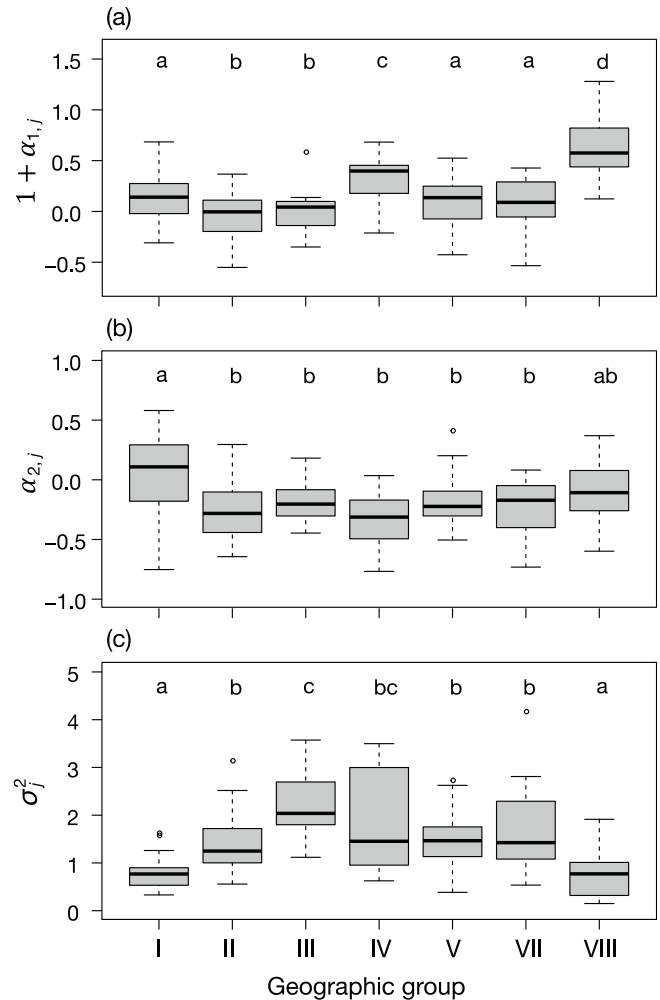 (a)
1.5
1.0
0.5
0.0
−0.5
1 + α1,j
a b b c a a d
(b)
1.0
0.5
0.0
−0.5
−1.0
α2,j
a b b b b b ab
(c)
5
4
3
2
1
0
σj2
a b c bc b b a
I II III IV V VII VIII
Geographic group